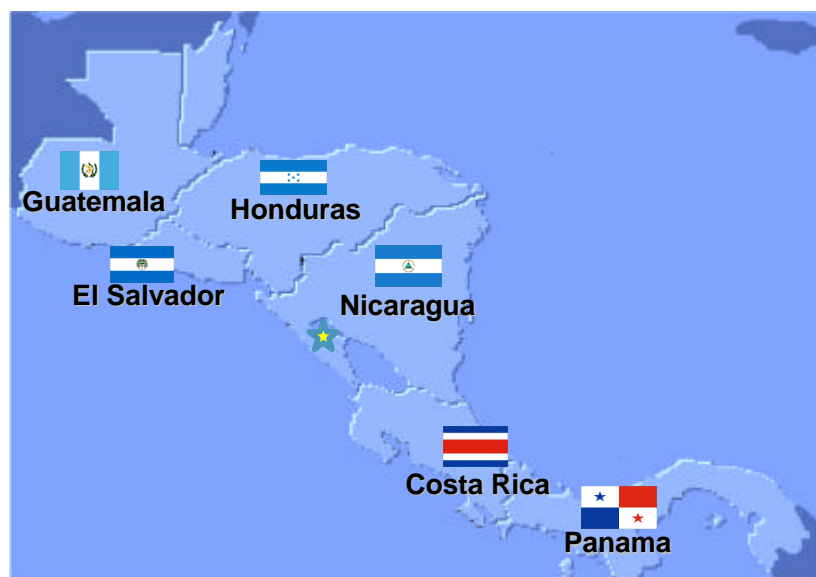 Guatemala
Honduras
El Salvador
Nicaragua
Costa Rica
Panama